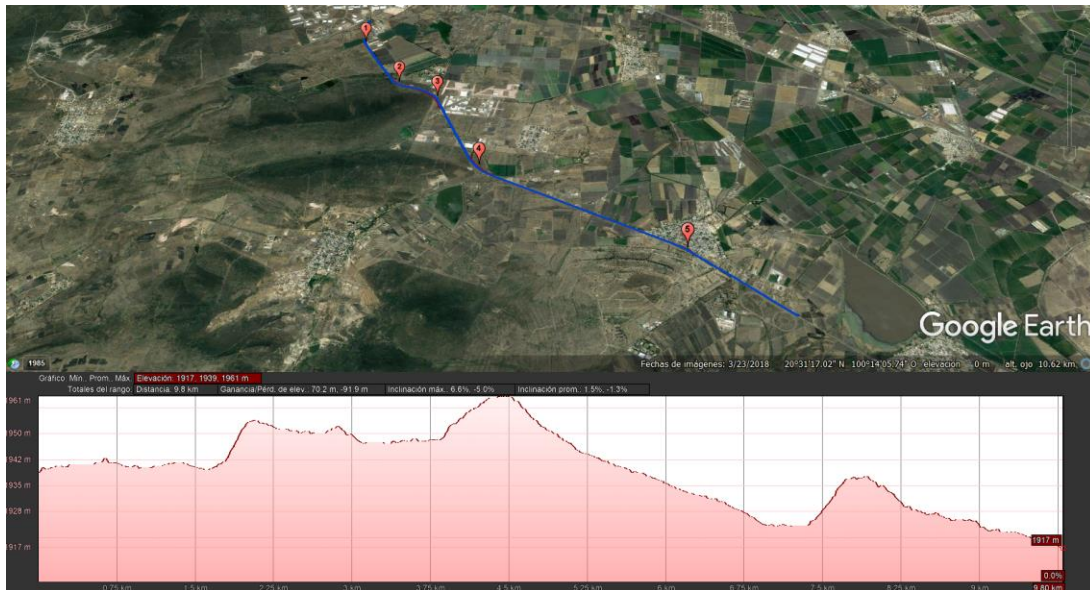 1
2
3
4
5
Google Earth
1985
Fechas de imágenes: 3/23/2018 20°31'17.02" N 100°14'05.74" O elevación 0 m alt. ojo 10.62 km
Gráfico: Mín., Prom., Máx. Elevación: 1917, 1939, 1961 m
Totales del rango: Distancia: 9.8 km Ganancia/Pérd. de elev.: 70.2 m, -91.9 m Inclinación máx.: 6.6%, -5.0% Inclinación prom.: 1.5%, -1.3%
1961 m
1950 m
1942 m
1935 m
1928 m
1917 m
1917 m
0.0%
0.75 km 1.5 km 2.25 km 3 km 3.75 km 4.5 km 5.25 km 6 km 6.75 km 7.5 km 8.25 km 9 km 9.80 km